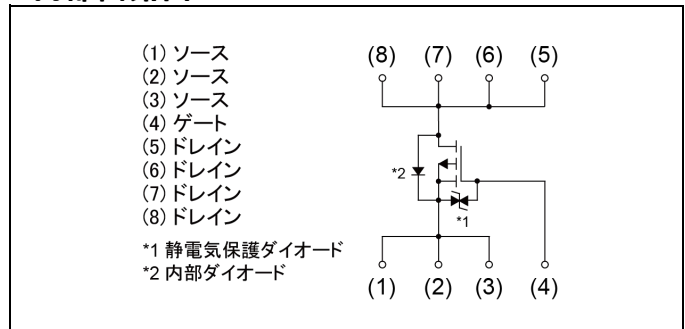 (1) ソース
(2) ソース
(3) ソース
(4) ゲート
(5) ドレイン
(6) ドレイン
(7) ドレイン
(8) ドレイン
*1 静電気保護ダイオード
*2 内部ダイオード
(8) (7) (6) (5)
*2
*1
(1) (2) (3) (4)